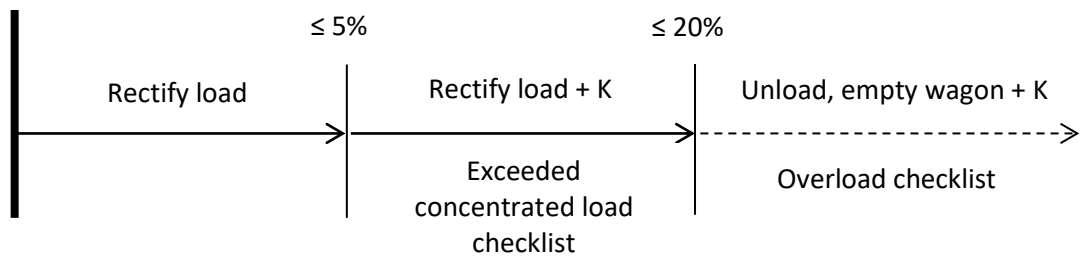 ≤ 5%
≤ 20%
Rectify load
Rectify load + K
Unload, empty wagon + K
Exceeded
concentrated load
checklist
Overload checklist